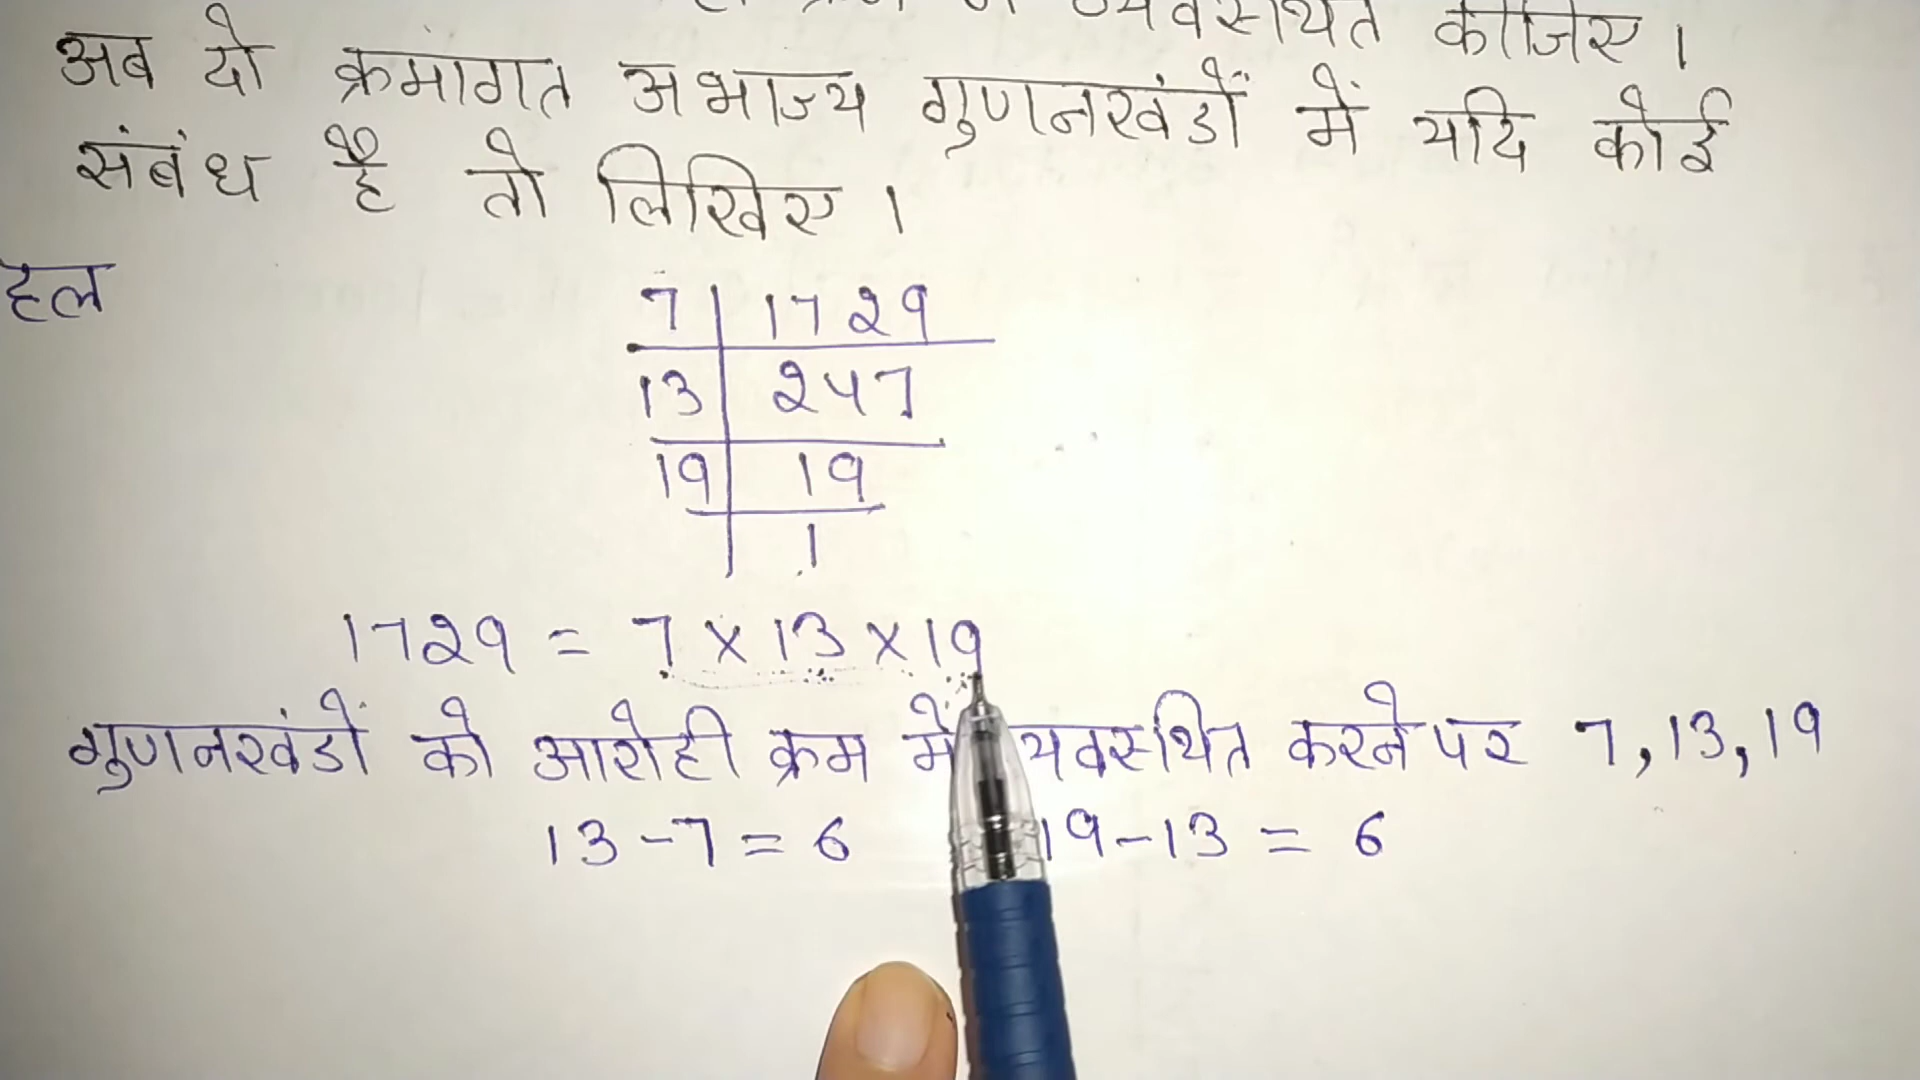 व्यवस्थित कीजिए।
अब दो क्रमागत अभाज्य गुणनखंडों में यदि कोई
संबंध है तो लिखिए।
हल
7 | 1729
13 | 247
19 | 19
| 1
1729 = 7 × 13 × 19
गुणनखंडों को आरोही क्रम में व्यवस्थित करने पर 7, 13, 19
13 - 7 = 6 19 - 13 = 6